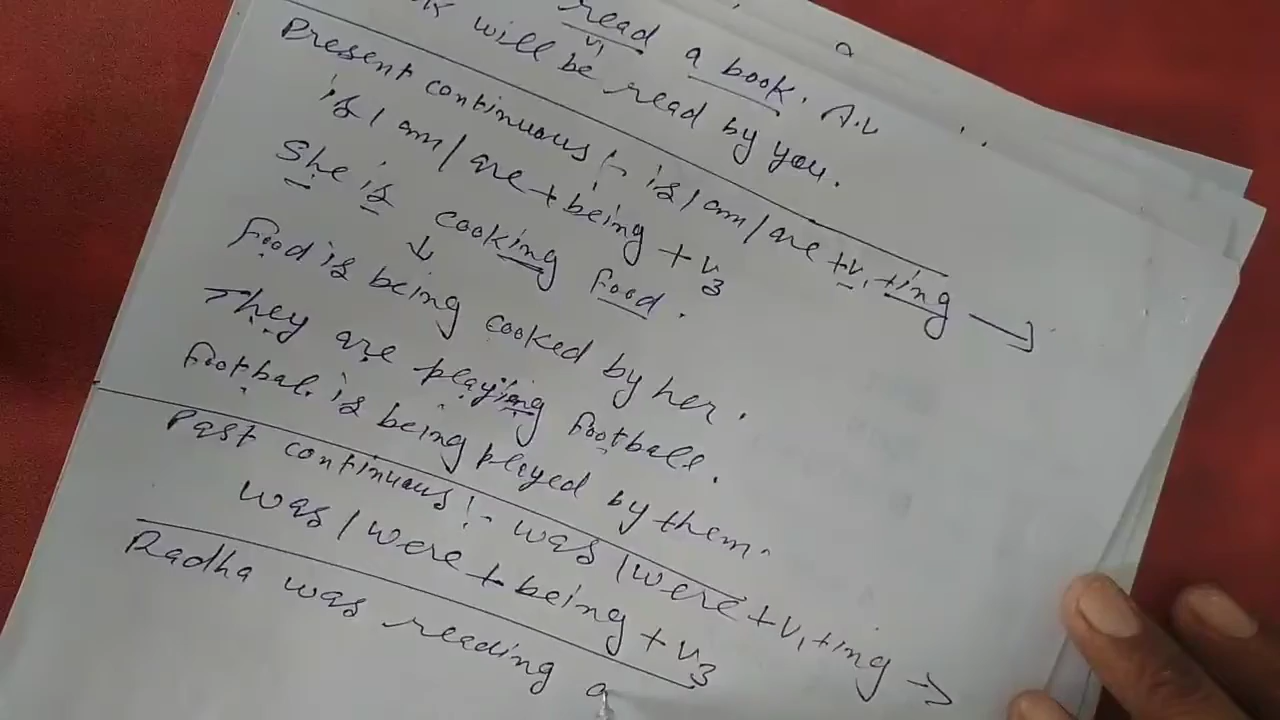 read a book. A.V
v1
will be read by you.
Present continuous :- is/am/are + v1 + ing →
is/am/are + being + v3
She is cooking food.
↓
Food is being cooked by her.
They are playing football.
Football is being played by them.
Past continuous :- was/were + v1 + ing →
was/were + being + v3
Radha was reading a